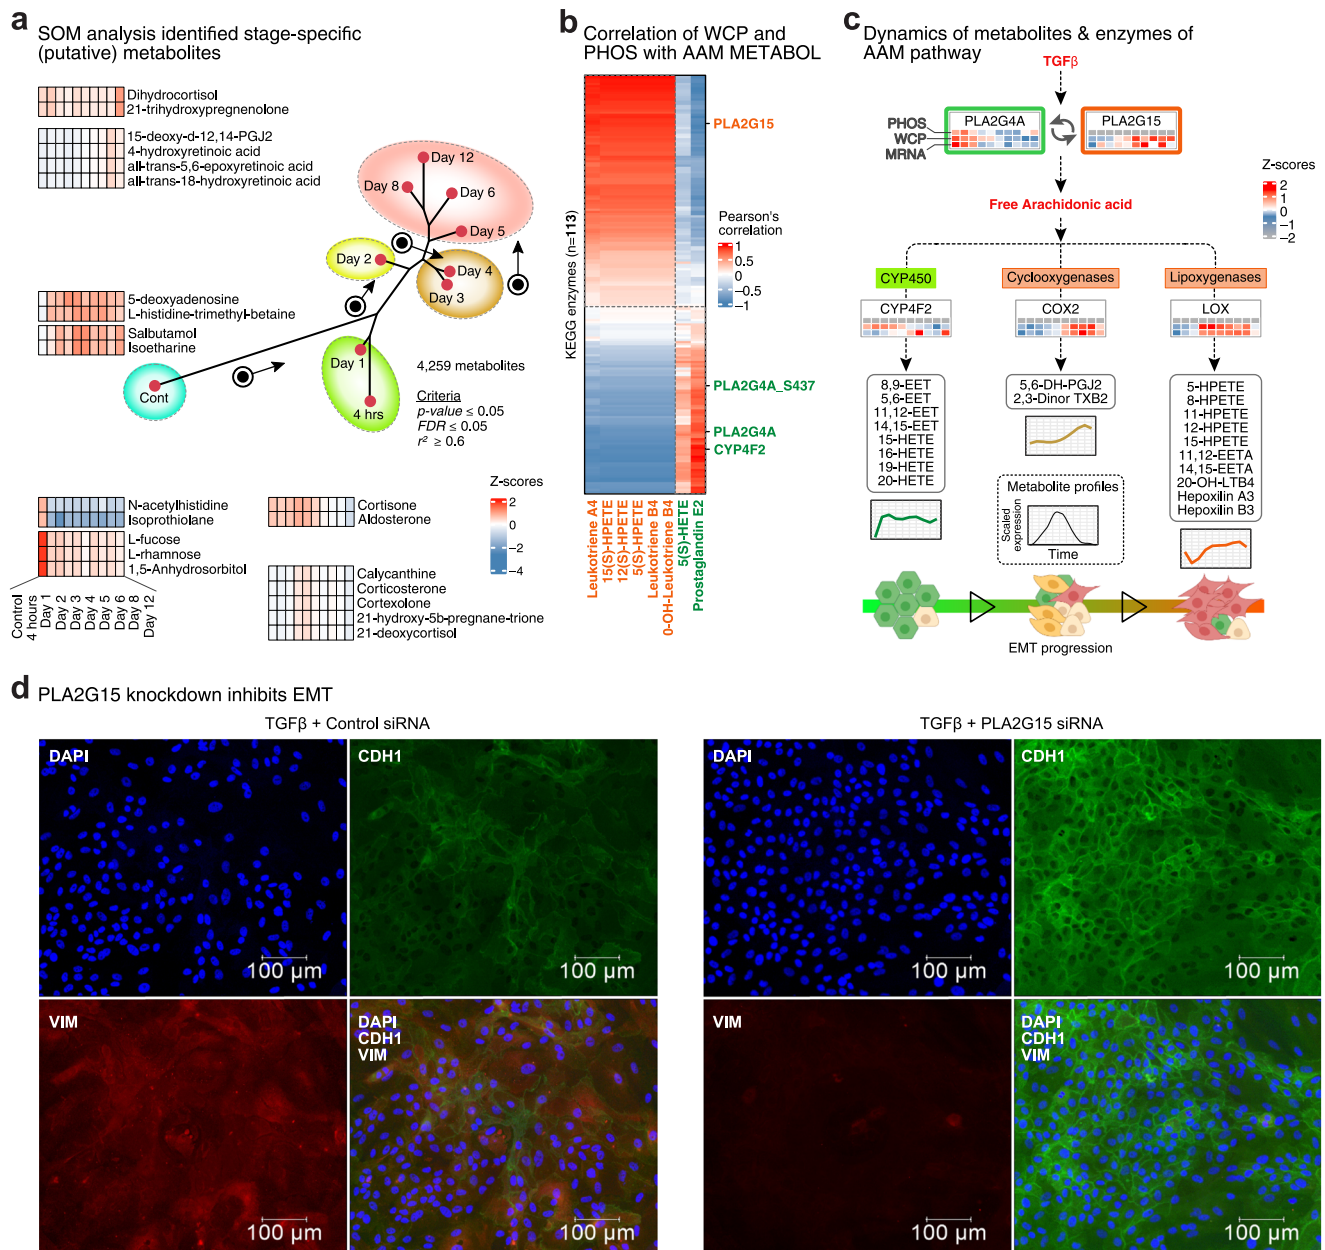 a
SOM analysis identified stage-specific
(putative) metabolites
Dihydrocortisol
21-trihydroxypregnenolone
15-deoxy-d-12,14-PGJ2
4-hydroxyretinoic acid
all-trans-5,6-epoxyretinoic acid
all-trans-18-hydroxyretinoic acid
Day 12
Day 8
Day 6
Day 5
Day 2
Day 4
Day 3
5-deoxyadenosine
L-histidine-trimethyl-betaine
Salbutamol
Isoetharine
Day 1
Cont
4 hrs
4,259 metabolites
Criteria
p-value ≤ 0.05
FDR ≤ 0.05
r² ≥ 0.6
N-acetylhistidine
Isoprothiolane
L-fucose
L-rhamnose
1,5-Anhydrosorbitol
Control
4 hours
Day 1
Day 2
Day 3
Day 4
Day 5
Day 6
Day 8
Day 12
Cortisone
Aldosterone
Calycanthine
Corticosterone
Cortexolone
21-hydroxy-5b-pregnane-trione
21-deoxycortisol
Z-scores
2
0
−2
−4
b
Correlation of WCP and
PHOS with AAM METABOL
KEGG enzymes (n=113)
PLA2G15
Pearson's
correlation
1
0.5
0
−0.5
−1
PLA2G4A_S437
PLA2G4A
CYP4F2
Leukotriene A4
15(S)-HPETE
12(S)-HPETE
5(S)-HPETE
Leukotriene B4
0-OH-Leukotriene B4
5(S)-HETE
Prostaglandin E2
c
Dynamics of metabolites & enzymes of
AAM pathway
TGFβ
PHOS
WCP
MRNA
PLA2G4A
PLA2G15
Free Arachidonic acid
Z-scores
2
1
0
−1
−2
CYP450
Cyclooxygenases
Lipoxygenases
CYP4F2
COX2
LOX
8,9-EET
5,6-EET
11,12-EET
14,15-EET
15-HETE
16-HETE
19-HETE
20-HETE
5,6-DH-PGJ2
2,3-Dinor TXB2
5-HPETE
8-HPETE
11-HPETE
12-HPETE
15-HPETE
11,12-EETA
14,15-EETA
20-OH-LTB4
Hepoxilin A3
Hepoxilin B3
Metabolite profiles
Scaled
expression
Time
EMT progression
d
PLA2G15 knockdown inhibits EMT
TGFβ + Control siRNA
TGFβ + PLA2G15 siRNA
DAPI
100 µm
CDH1
100 µm
DAPI
100 µm
CDH1
100 µm
VIM
100 µm
DAPI
CDH1
VIM
100 µm
VIM
100 µm
DAPI
CDH1
VIM
100 µm